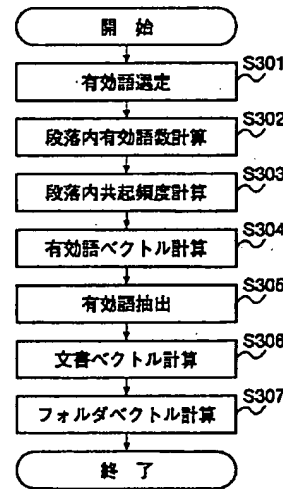 開 始
S301
有効語選定
S302
段落内有効語数計算
S303
段落内共起頻度計算
S304
有効語ベクトル計算
S305
有効語抽出
S306
文書ベクトル計算
S307
フォルダベクトル計算
終 了